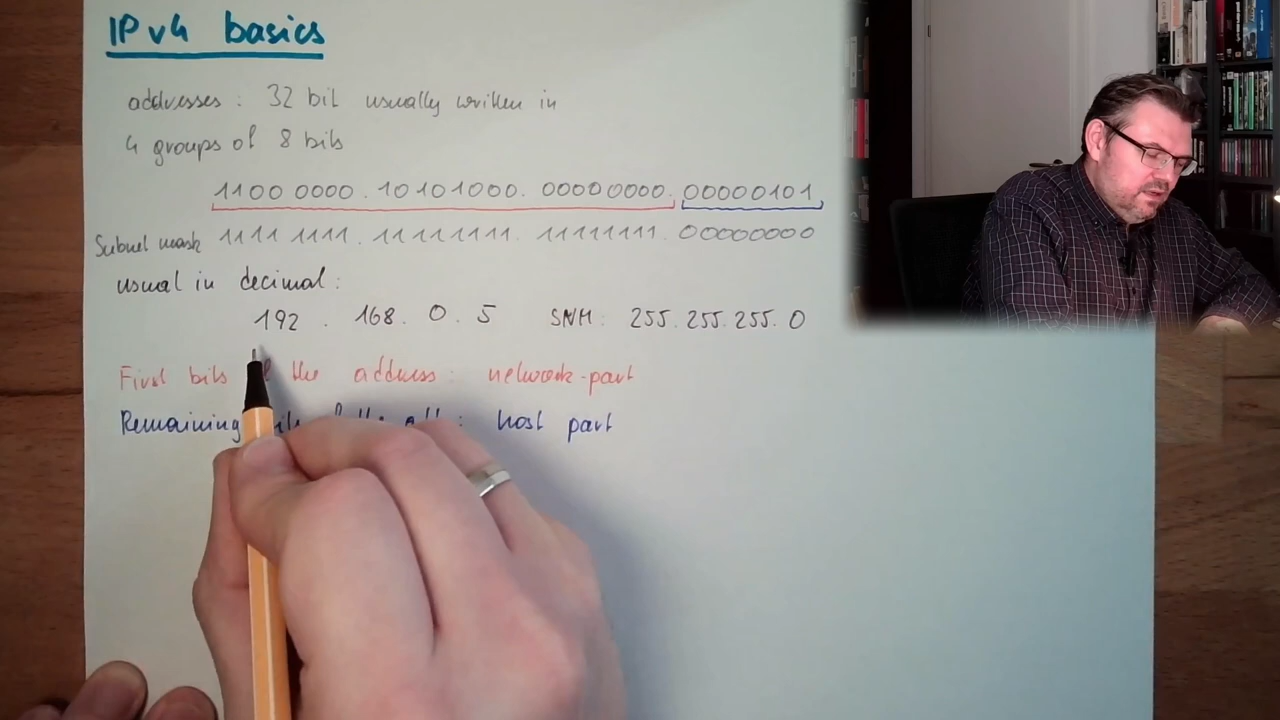 IPv4 basics
addresses: 32 bit usually written in
4 groups of 8 bits
1100 0000. 10101000. 00000000. 00000101
Subnet mask 1111 1111. 11111111. 11111111. 00000000
usual in decimal:
192. 168. 0. 5 SNM: 255.255.255.0
First bits the address: network-part
Remaining the : host part